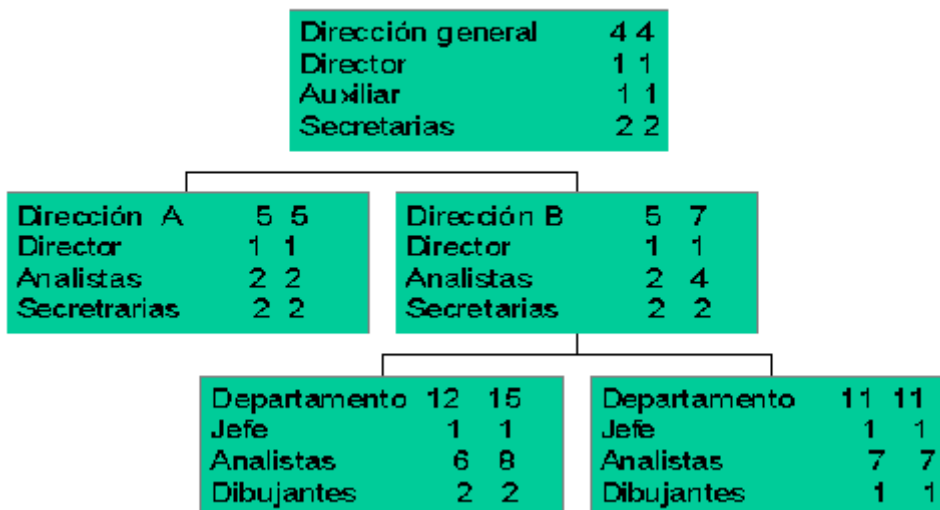 Dirección general 4 4
Director 1 1
Auxiliar 1 1
Secretarias 2 2
Dirección A 5 5
Director 1 1
Analistas 2 2
Secretrarias 2 2
Dirección B 5 7
Director 1 1
Analistas 2 4
Secretarias 2 2
Departamento 12 15
Jefe 1 1
Analistas 6 8
Dibujantes 2 2
Departamento 11 11
Jefe 1 1
Analistas 7 7
Dibujantes 1 1